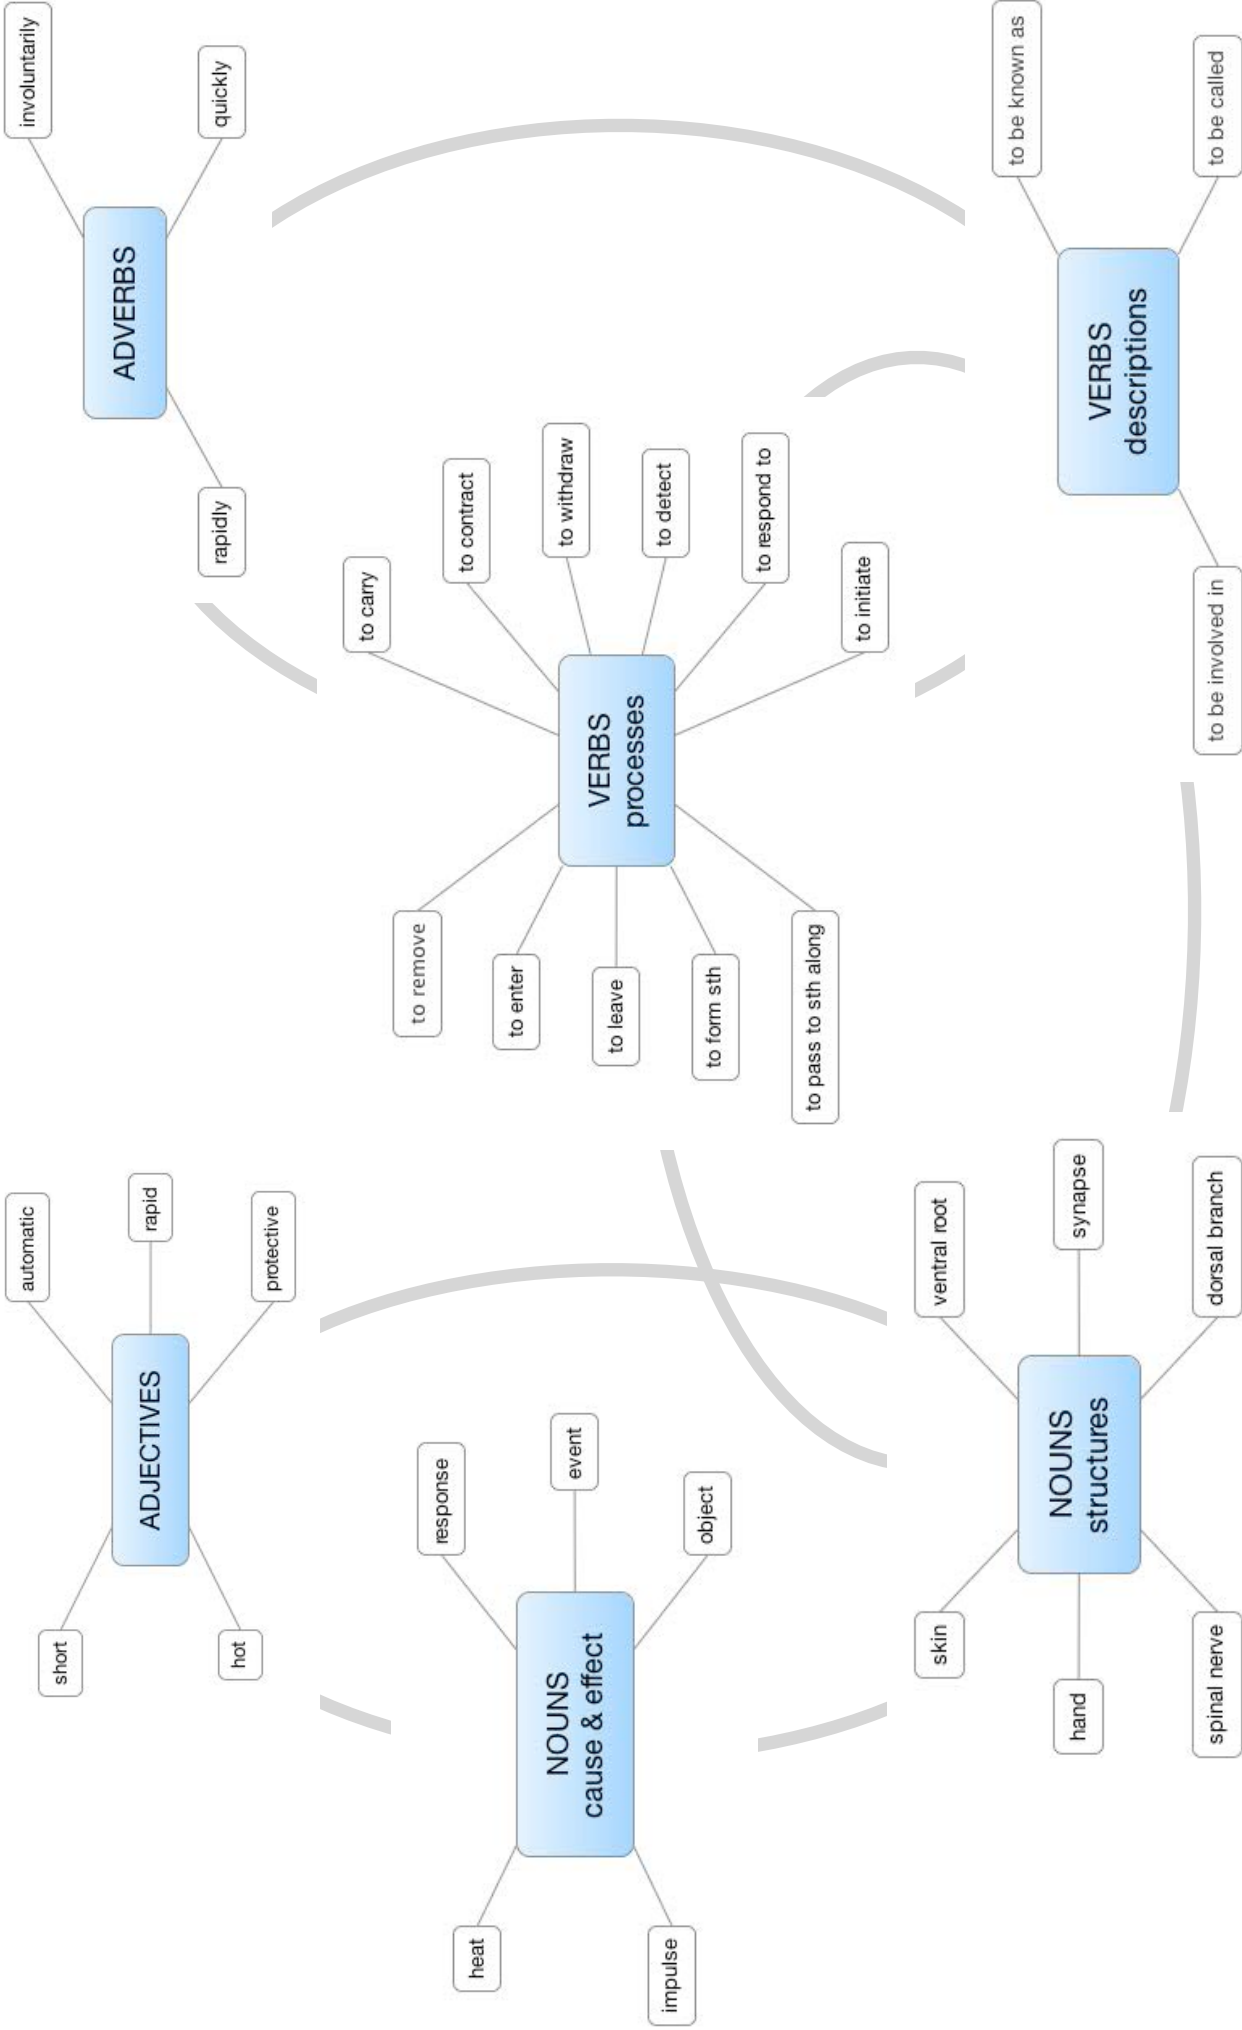 ADJECTIVES
short
automatic
rapid
hot
protective
ADVERBS
involuntarily
rapidly
quickly
NOUNS
cause & effect
heat
response
event
impulse
object
VERBS
processes
to remove
to enter
to leave
to form sth
to pass to sth along
to carry
to contract
to withdraw
to detect
to respond to
to initiate
NOUNS
structures
skin
hand
spinal nerve
ventral root
synapse
dorsal branch
VERBS
descriptions
to be known as
to be involved in
to be called